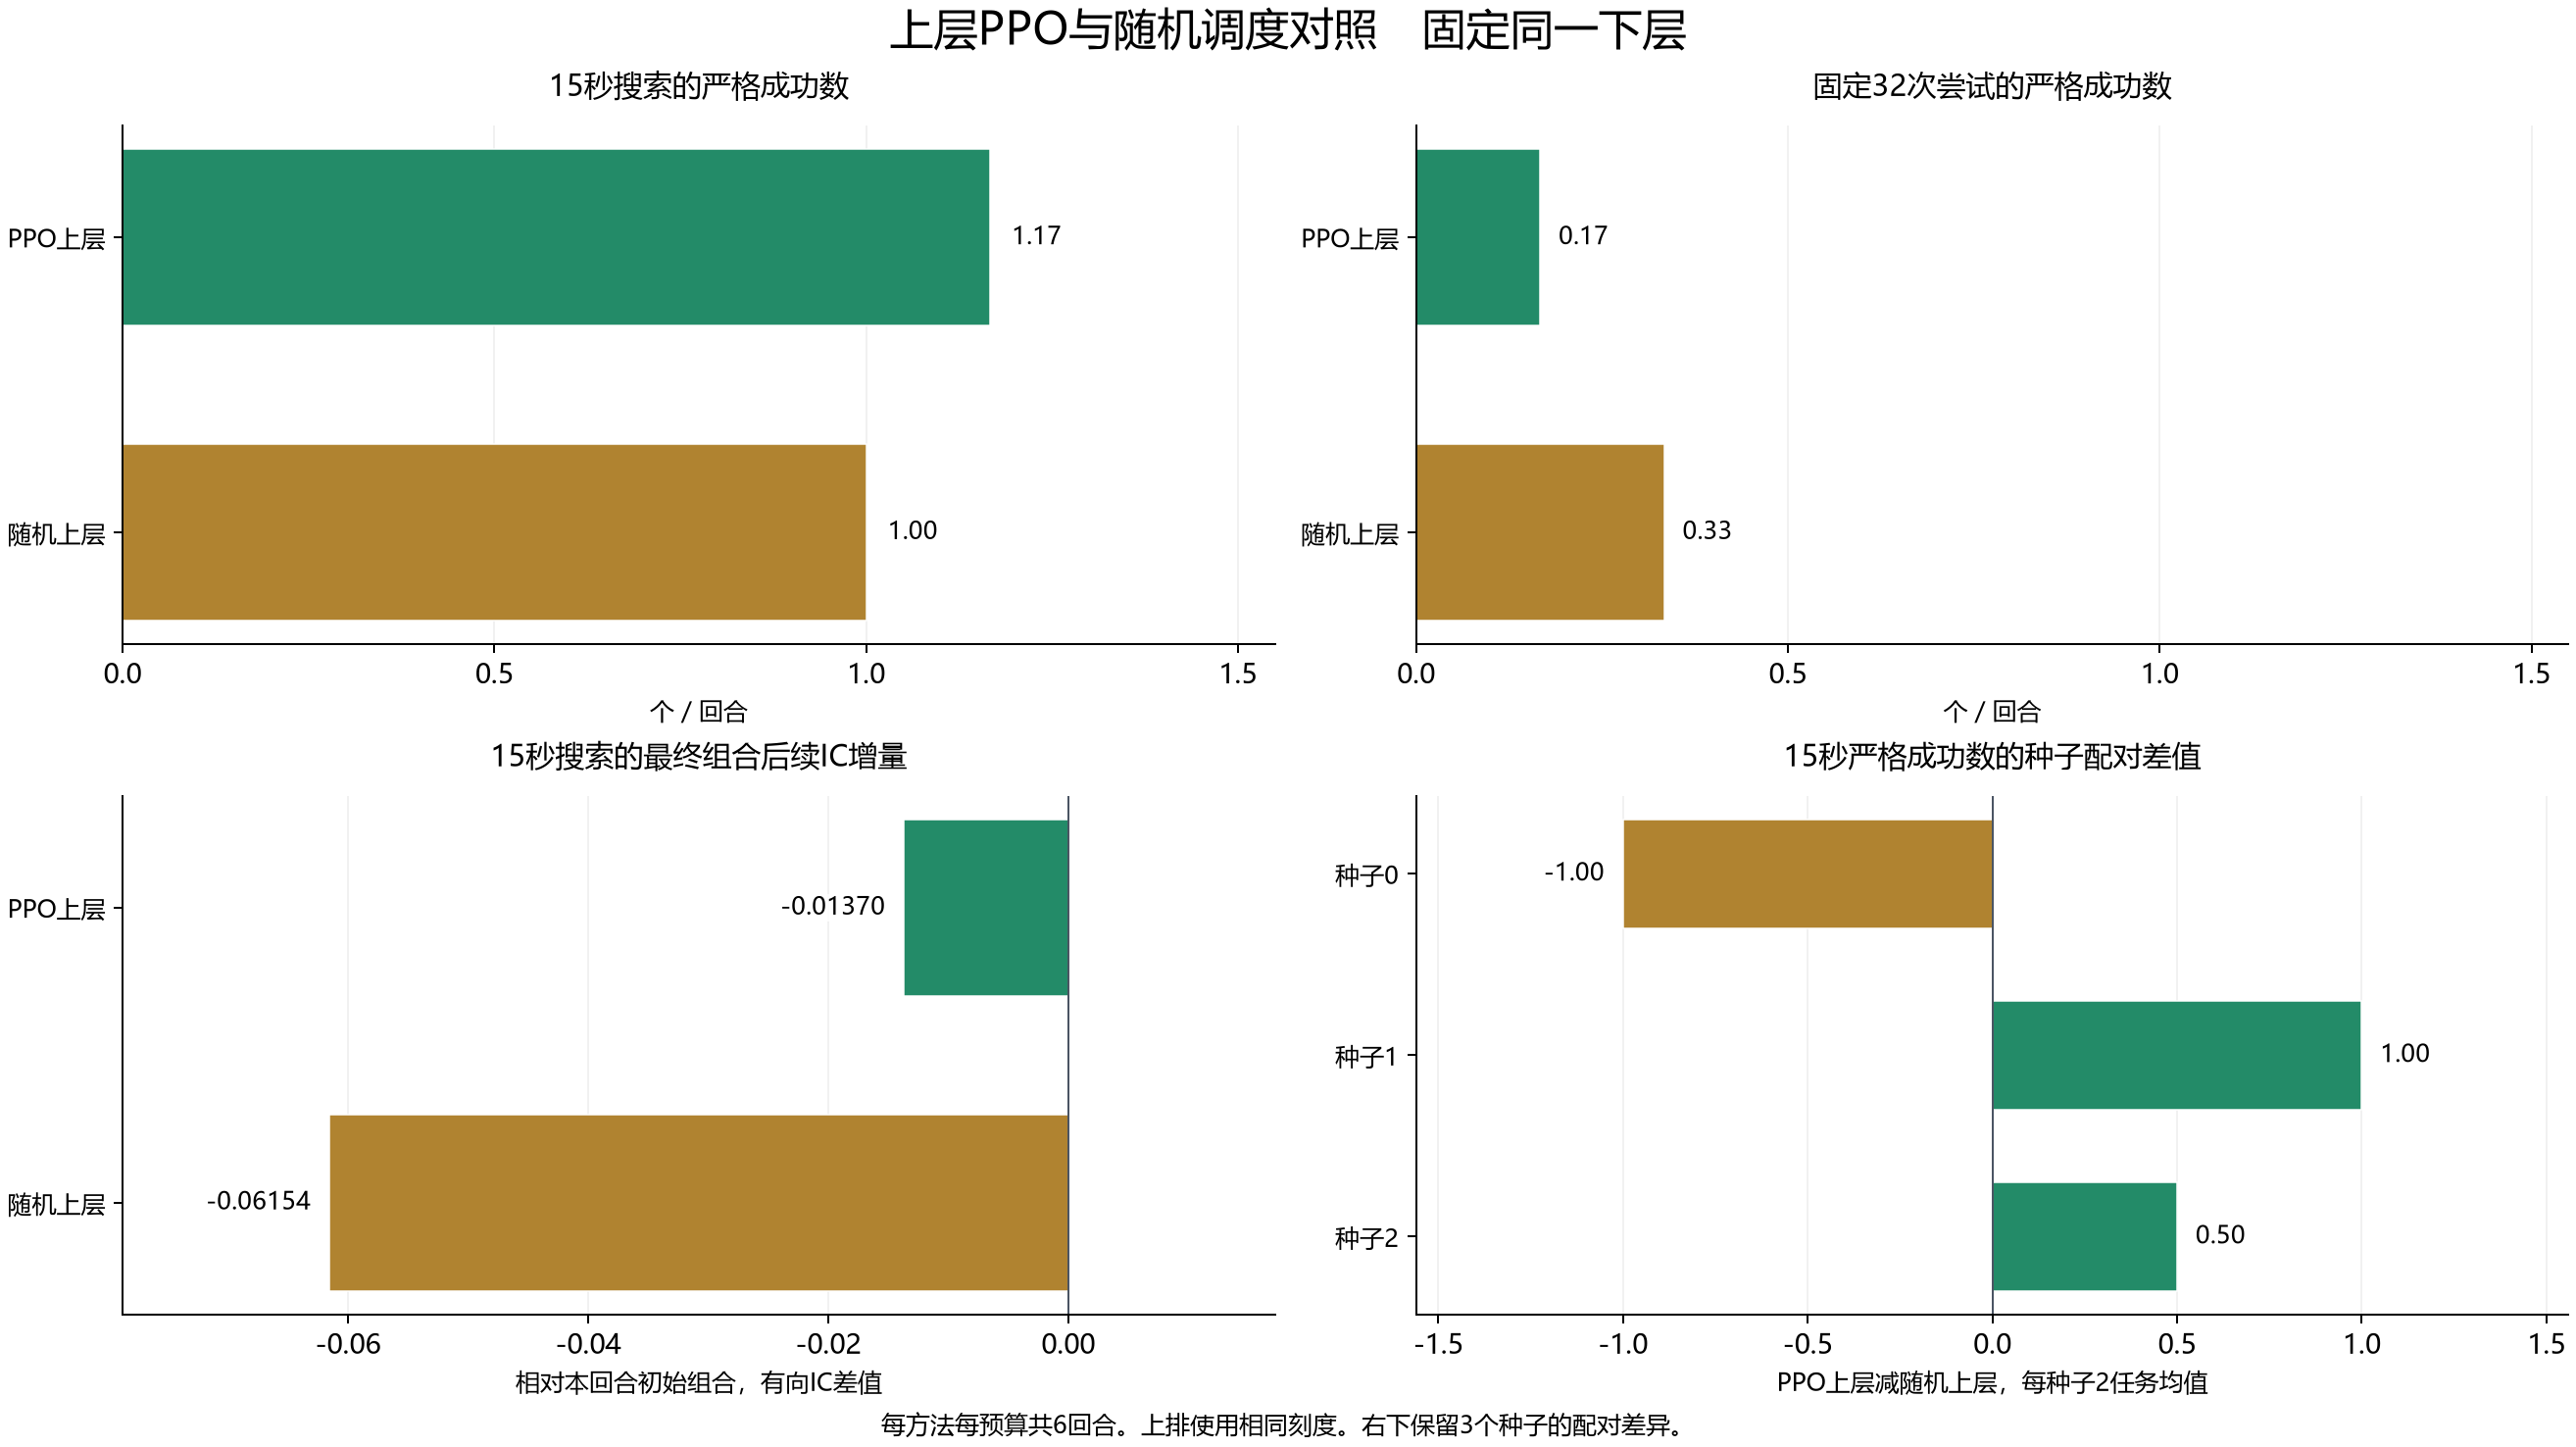 上层PPO与随机调度对照　固定同一下层
15秒搜索的严格成功数
PPO上层
1.17
随机上层
1.00
0.0 0.5 1.0 1.5
个 / 回合
固定32次尝试的严格成功数
PPO上层
0.17
随机上层
0.33
0.0 0.5 1.0 1.5
个 / 回合
15秒搜索的最终组合后续IC增量
PPO上层
-0.01370
随机上层
-0.06154
-0.06 -0.04 -0.02 0.00
相对本回合初始组合，有向IC差值
15秒严格成功数的种子配对差值
种子0
-1.00
种子1
1.00
种子2
0.50
-1.5 -1.0 -0.5 0.0 0.5 1.0 1.5
PPO上层减随机上层，每种子2任务均值
每方法每预算共6回合。上排使用相同刻度。右下保留3个种子的配对差异。